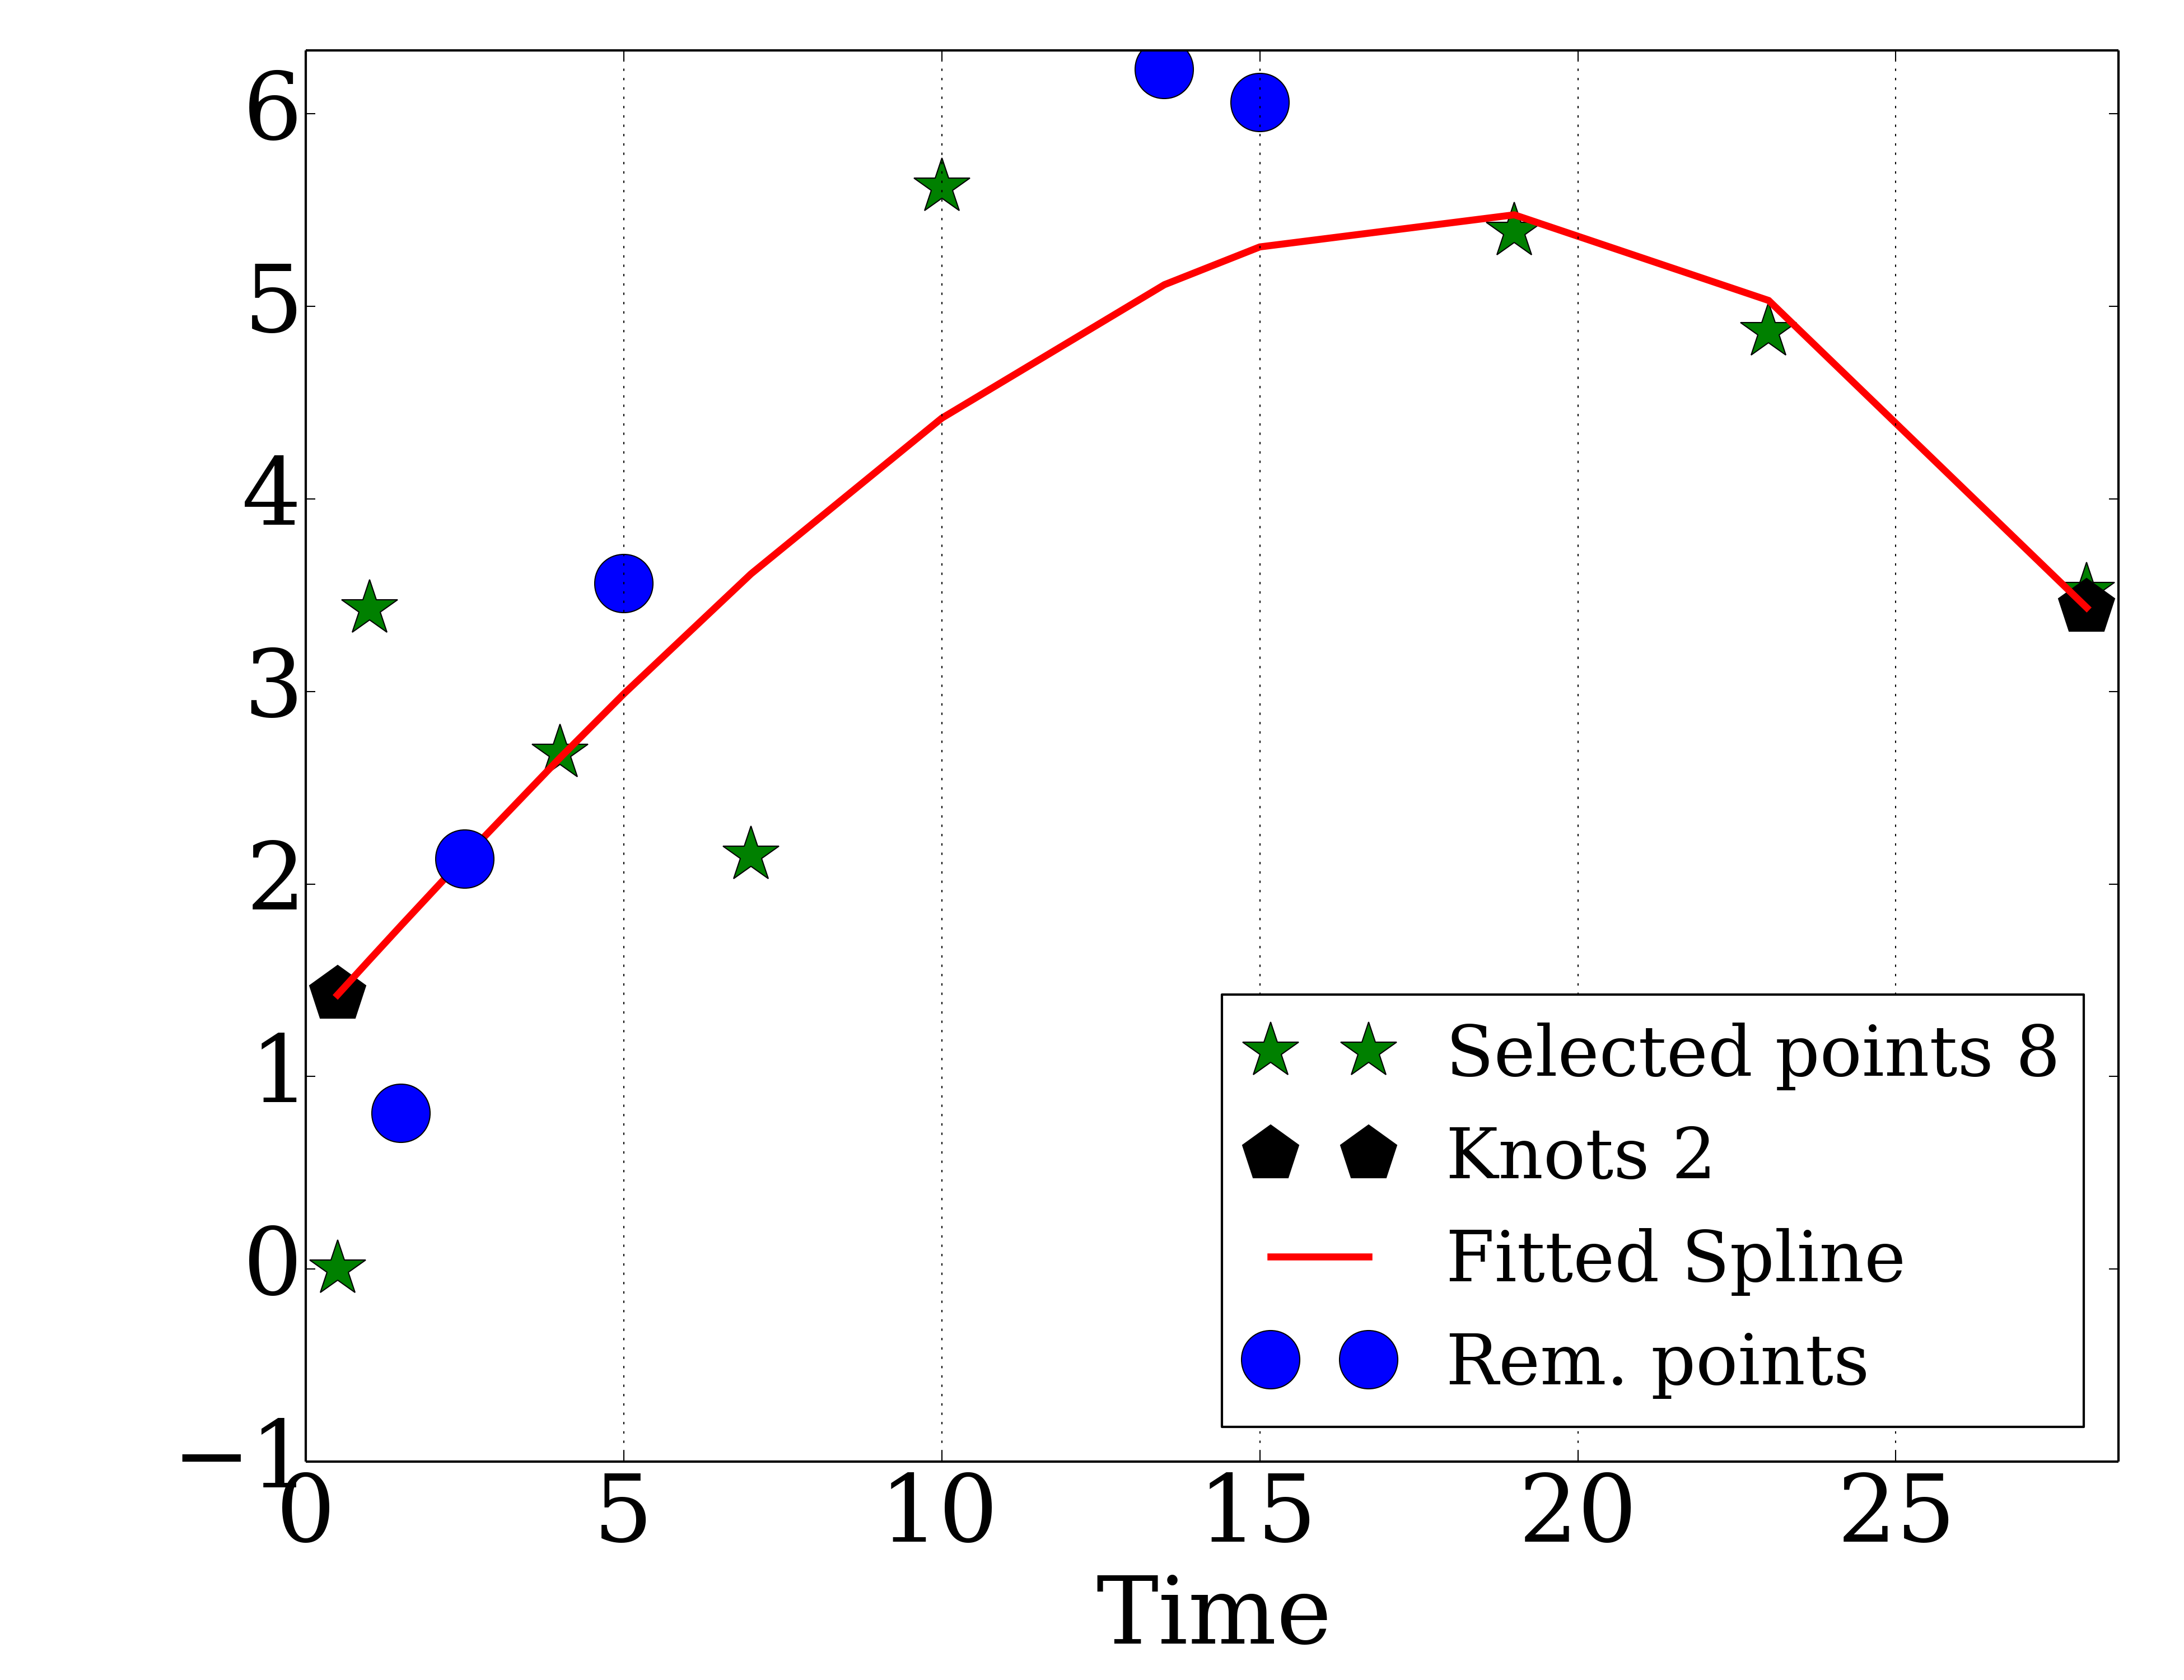 6
5
4
3
2
1
0
−1
0 5 10 15 20 25
Time
Selected points 8
Knots 2
Fitted Spline
Rem. points